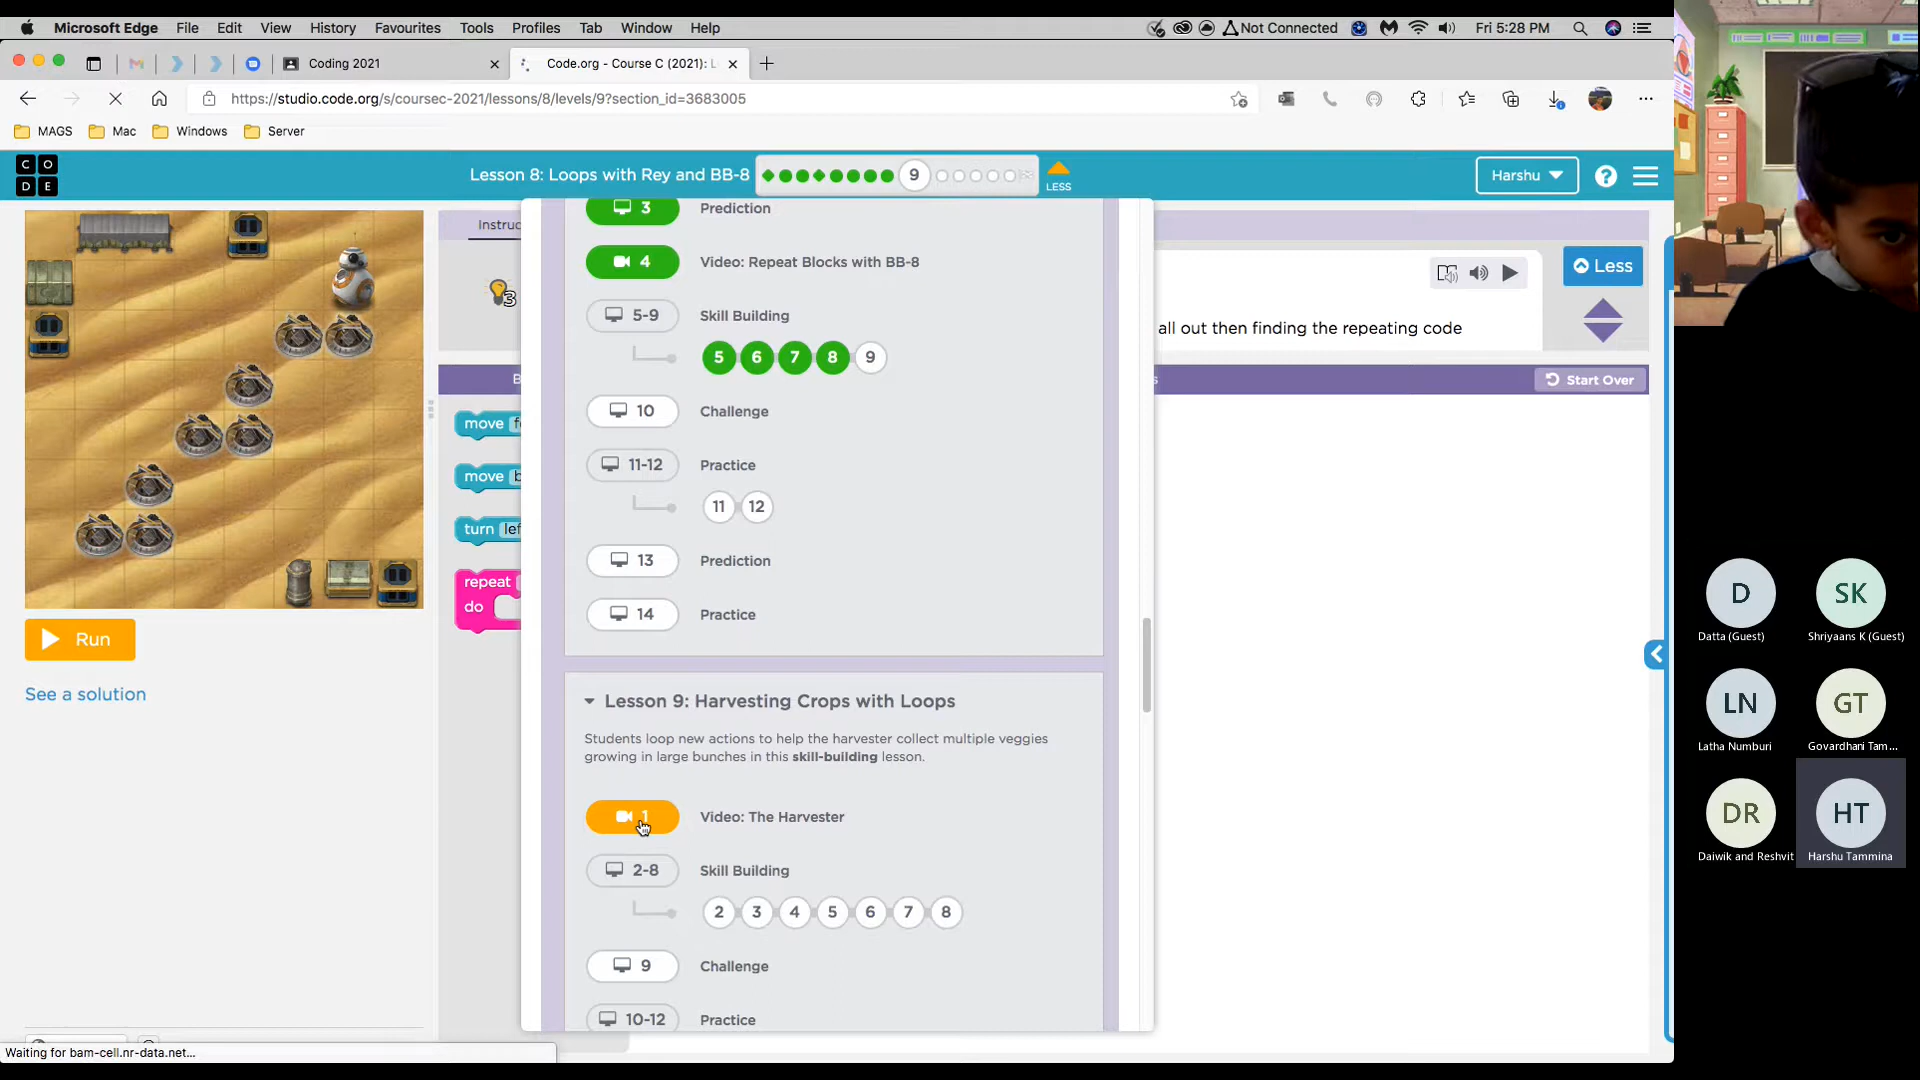 Microsoft Edge File Edit View History Favourites Tools Profiles Tab Window Help Not Connected Fri 5:28 PM
Coding 2021 Code.org - Course C (2021): L
https://studio.code.org/s/coursec-2021/lessons/8/levels/9?section_id=3683005
MAGS Mac Windows Server
C O D E
Lesson 8: Loops with Rey and BB-8 9 LESS Harshu ?
Instruc
3
all out then finding the repeating code
Less
Start Over
move
move
turn
repeat
do
Run
See a solution
3 Prediction
4 Video: Repeat Blocks with BB-8
5-9 Skill Building
5 6 7 8 9
10 Challenge
11-12 Practice
11 12
13 Prediction
14 Practice
Lesson 9: Harvesting Crops with Loops
Students loop new actions to help the harvester collect multiple veggies
growing in large bunches in this skill-building lesson.
1 Video: The Harvester
2-8 Skill Building
2 3 4 5 6 7 8
9 Challenge
10-12 Practice
Waiting for bam-cell.nr-data.net...
D SK
Datta (Guest) Shriyaans K (Guest)
LN GT
Latha Numburi Govardhani Tam...
DR HT
Daiwik and Reshvit Harshu Tammina